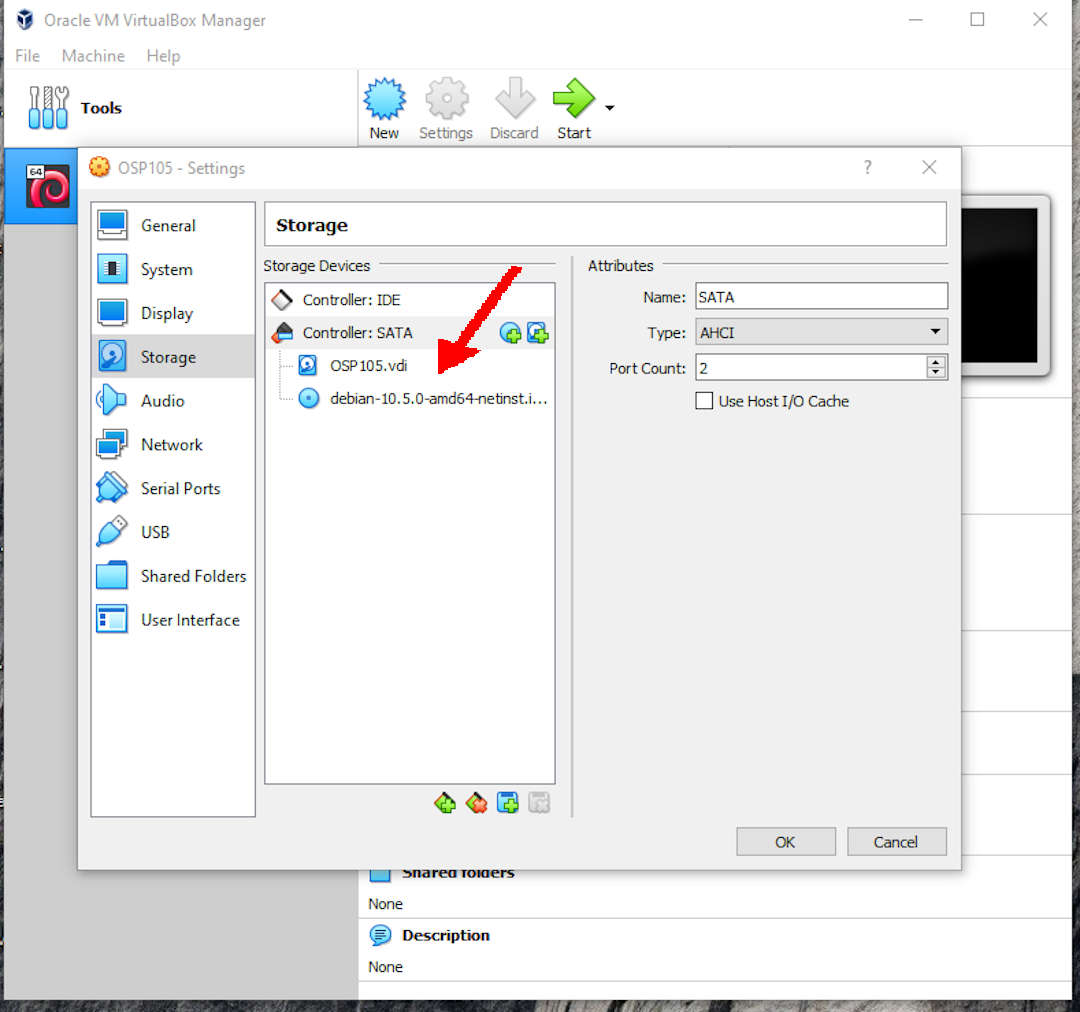 Oracle VM VirtualBox Manager
File Machine Help
Tools
New Settings Discard Start
64
OSP105 - Settings
?
General
System
Display
Storage
Audio
Network
Serial Ports
USB
Shared Folders
User Interface
Storage
Storage Devices
Controller: IDE
Controller: SATA
OSP105.vdi
debian-10.5.0-amd64-netinst.i...
Attributes
Name: SATA
Type: AHCI
Port Count: 2
Use Host I/O Cache
OK Cancel
Shared folders
None
Description
None